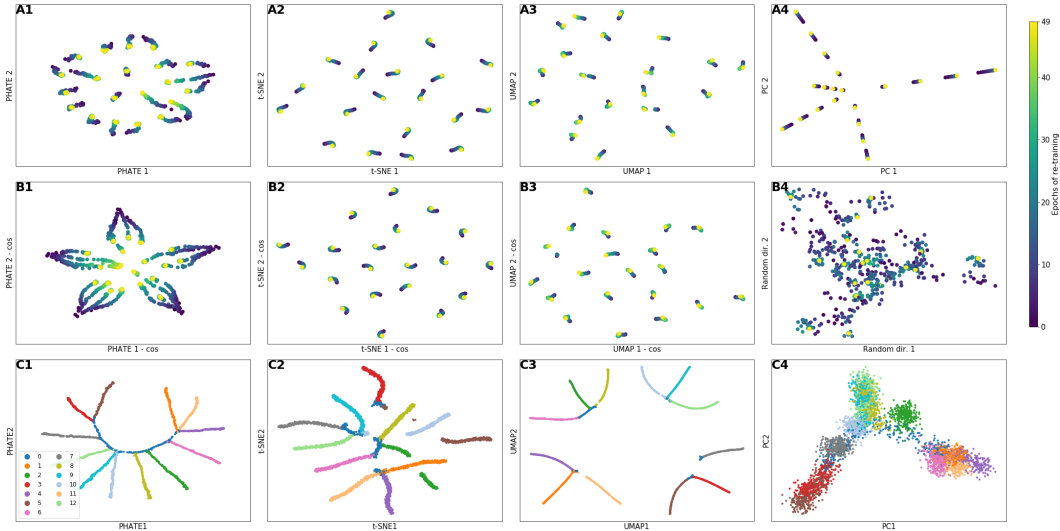 A1
PHATE 2
PHATE 1
A2
t-SNE 2
t-SNE 1
A3
UMAP 2
UMAP 1
A4
PC 2
PC 1
49
40
30
20
10
0
Epochs of re-training
B1
PHATE 2 - cos
PHATE 1 - cos
B2
t-SNE 2 - cos
t-SNE 1 - cos
B3
UMAP 2 - cos
UMAP 1 - cos
B4
Random dir. 2
Random dir. 1
C1
PHATE2
0 7
1 8
2 9
3 10
4 11
5 12
6
PHATE1
C2
t-SNE2
t-SNE1
C3
UMAP2
UMAP1
C4
PC2
PC1